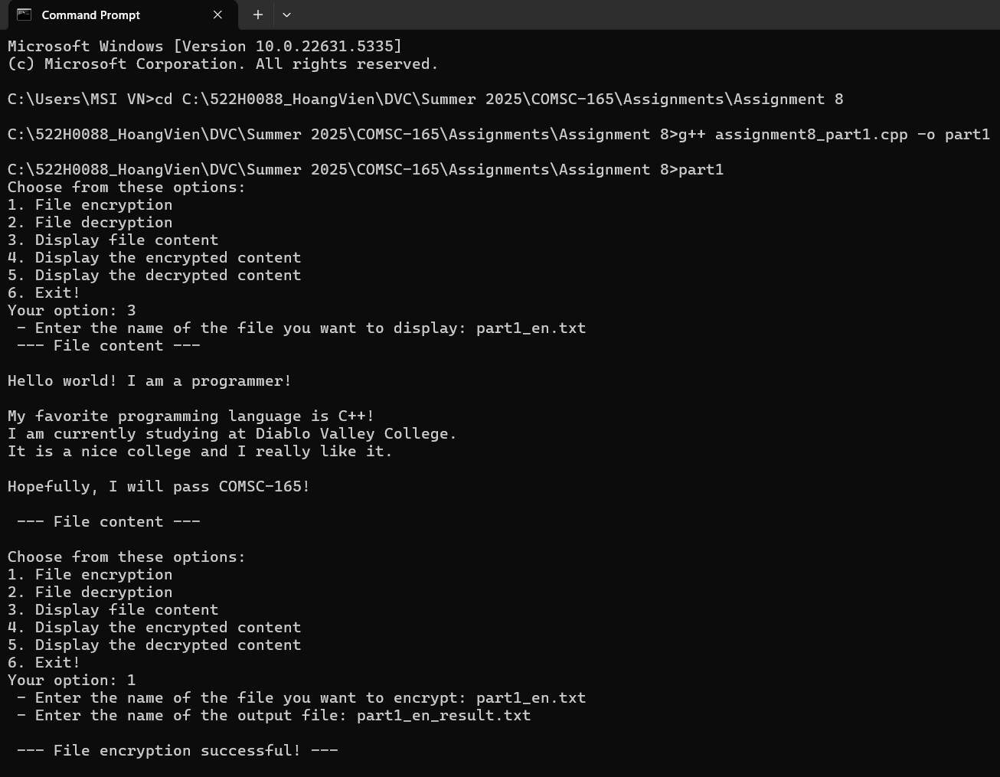 Command Prompt
Microsoft Windows [Version 10.0.22631.5335]
(c) Microsoft Corporation. All rights reserved.
C:\Users\MSI VN>cd C:\522H0088_HoangVien\DVC\Summer 2025\COMSC-165\Assignments\Assignment 8
C:\522H0088_HoangVien\DVC\Summer 2025\COMSC-165\Assignments\Assignment 8>g++ assignment8_part1.cpp -o part1
C:\522H0088_HoangVien\DVC\Summer 2025\COMSC-165\Assignments\Assignment 8>part1
Choose from these options:
1. File encryption
2. File decryption
3. Display file content
4. Display the encrypted content
5. Display the decrypted content
6. Exit!
Your option: 3
 - Enter the name of the file you want to display: part1_en.txt
 --- File content ---
Hello world! I am a programmer!
My favorite programming language is C++!
I am currently studying at Diablo Valley College.
It is a nice college and I really like it.
Hopefully, I will pass COMSC-165!
 --- File content ---
Choose from these options:
1. File encryption
2. File decryption
3. Display file content
4. Display the encrypted content
5. Display the decrypted content
6. Exit!
Your option: 1
 - Enter the name of the file you want to encrypt: part1_en.txt
 - Enter the name of the output file: part1_en_result.txt
 --- File encryption successful! ---